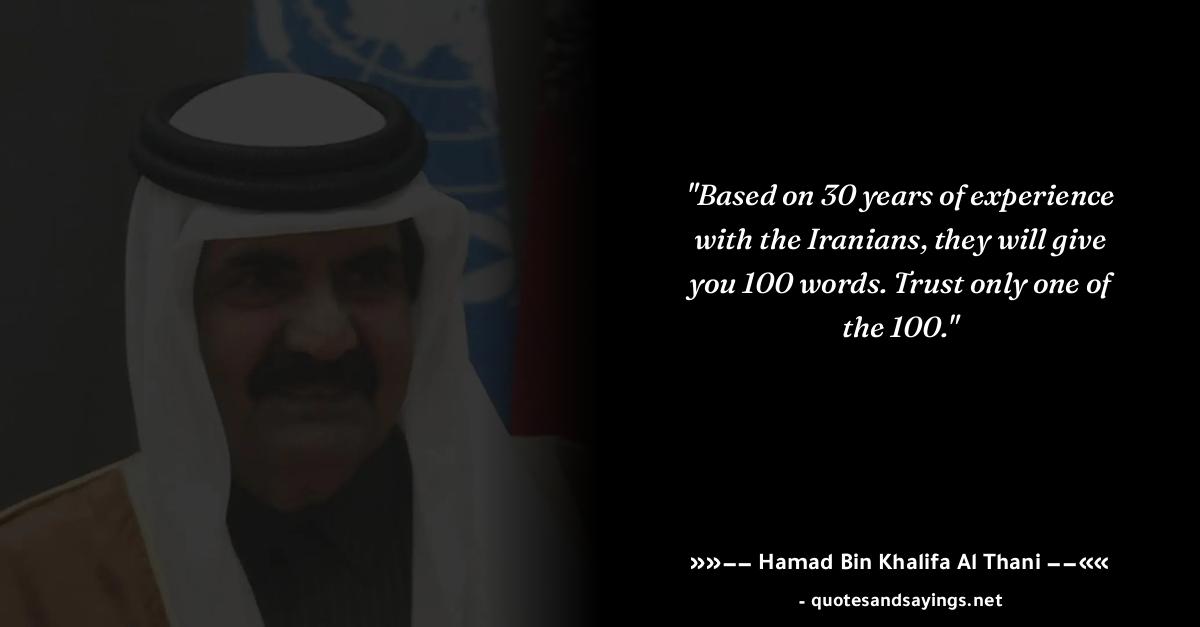 "Based on 30 years of experience
with the Iranians, they will give
you 100 words. Trust only one of
the 100."
»»–– Hamad Bin Khalifa Al Thani ––««
- quotesandsayings.net